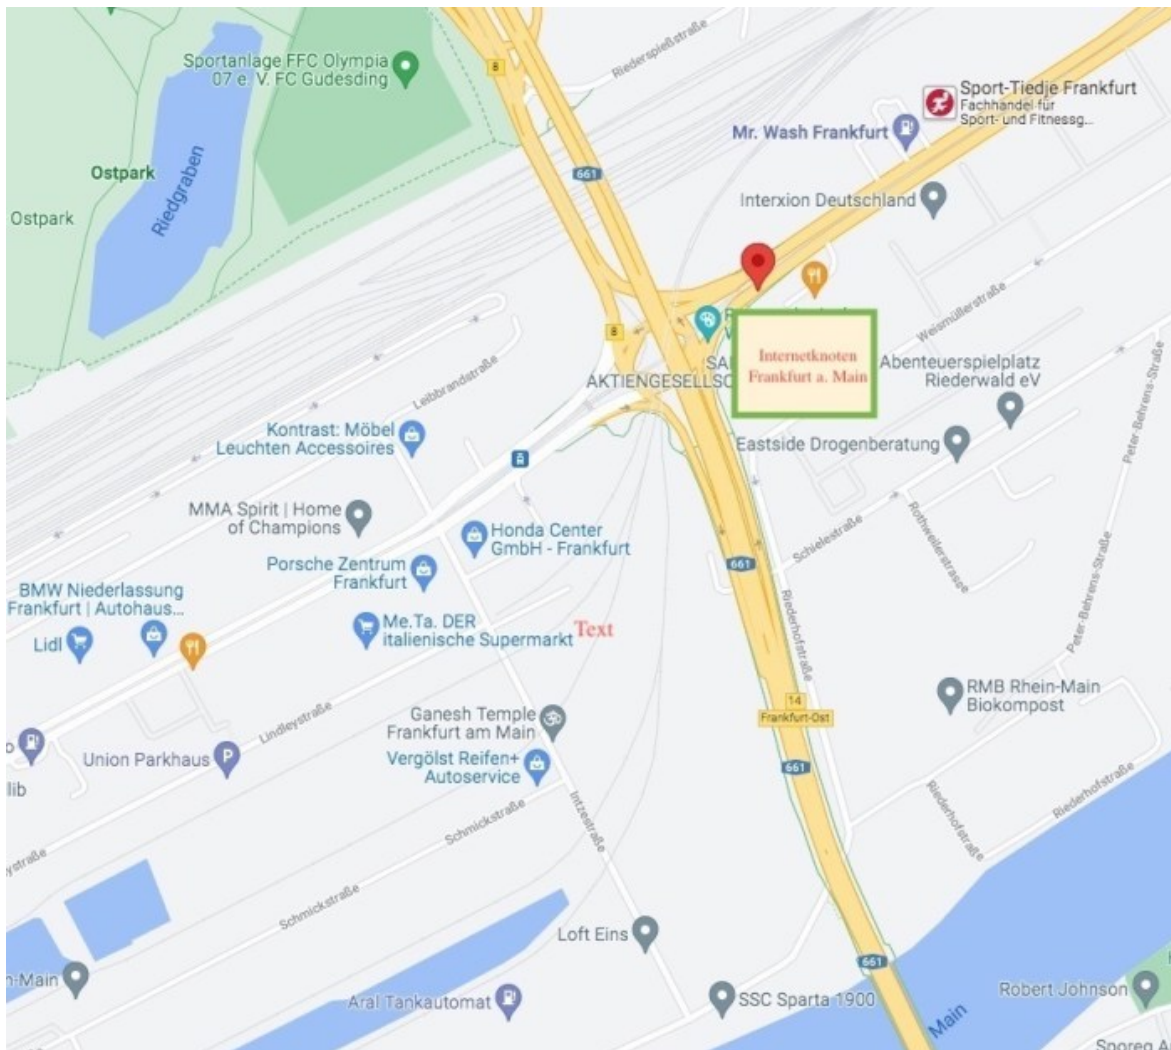 Sportanlage FFC Olympia
07 e. V. FC Gudesding
8
Riederspießstraße
Sport-Tiedje Frankfurt
Fachhandel für
Sport- und Fitnessg...
Mr. Wash Frankfurt
Ostpark
661
Riedgraben
Interxion Deutschland
Ostpark
8
Weismüllerstraße
Internetknoten
Frankfurt a. Main
AKTIENGESELLSC
Abenteuerspielplatz
Riederwald eV
Leibbrandstraße
Peter-Behrens-Straße
Kontrast: Möbel
Leuchten Accessoires
Eastside Drogenberatung
MMA Spirit | Home
of Champions
Honda Center
GmbH - Frankfurt
Schielestraße
Rothweilerstrasse
Porsche Zentrum
Frankfurt
661
BMW Niederlassung
Frankfurt | Autohaus...
Peter-Behrens-Straße
Riederhofstraße
Me.Ta. DER
italienische Supermarkt
Text
Lidl
RMB Rhein-Main
Biokompost
14
Frankfurt-Ost
Lindleystraße
Ganesh Temple
Frankfurt am Main
Union Parkhaus
P
Vergölst Reifen+
Autoservice
661
lib
Riederhofstraße
Riederhofstraße
Intzestraße
Schmickstraße
ystraße
Schmickstraße
Loft Eins
661
n-Main
Aral Tankautomat
SSC Sparta 1900
Robert Johnson
Main
Sporeg A